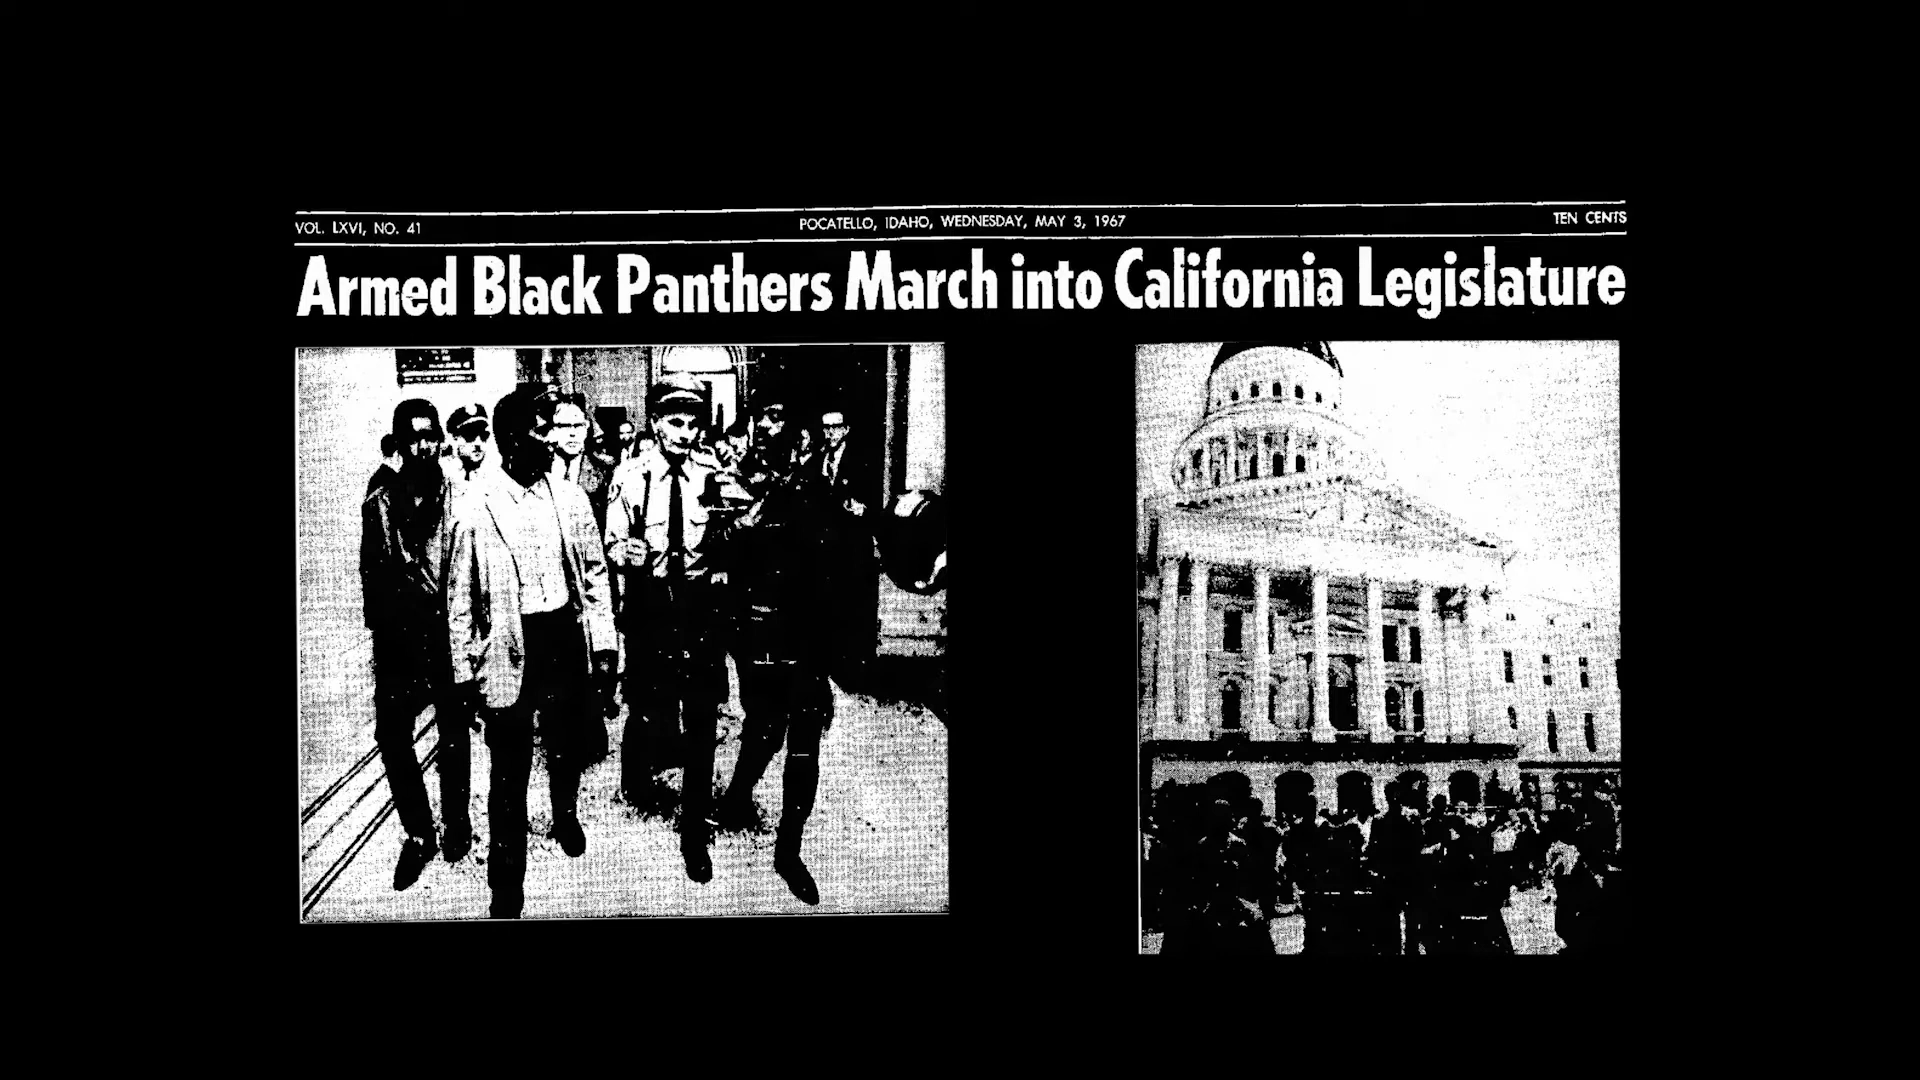 VOL. LXVI, NO. 41 POCATELLO, IDAHO, WEDNESDAY, MAY 3, 1967 TEN CENTS
Armed Black Panthers March into California Legislature